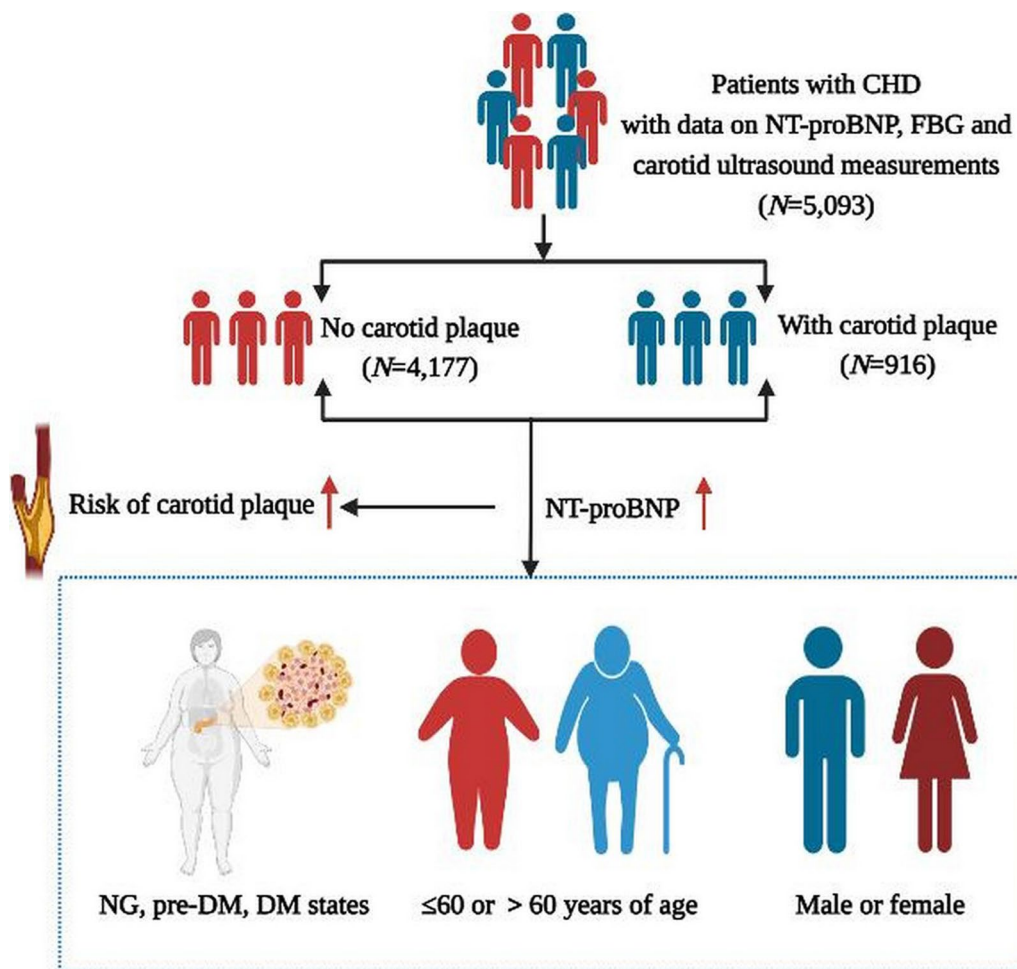 Patients with CHD
with data on NT-proBNP, FBG and
carotid ultrasound measurements
(N=5,093)
No carotid plaque
(N=4,177)
With carotid plaque
(N=916)
Risk of carotid plaque
NT-proBNP
NG, pre-DM, DM states
≤60 or > 60 years of age
Male or female